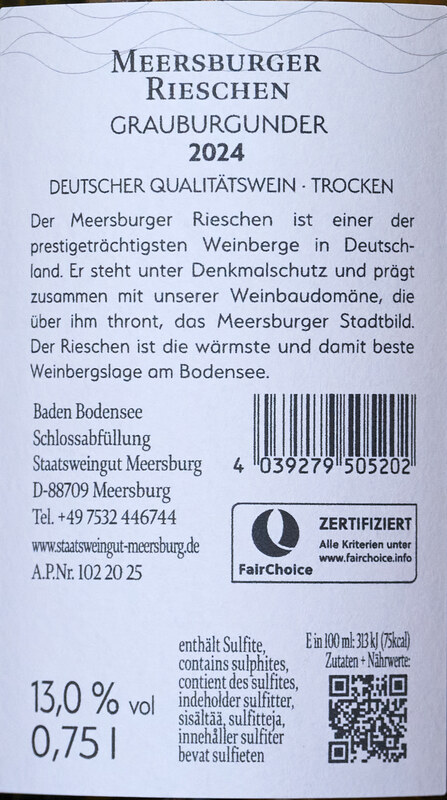 MEERSBURGER
RIESCHEN
GRAUBURGUNDER
2024
DEUTSCHER QUALITÄTSWEIN · TROCKEN
Der Meersburger Rieschen ist einer der
prestigeträchtigsten Weinberge in Deutsch-
land. Er steht unter Denkmalschutz und prägt
zusammen mit unserer Weinbaudomäne, die
über ihm thront, das Meersburger Stadtbild.
Der Rieschen ist die wärmste und damit beste
Weinbergslage am Bodensee.
Baden Bodensee
Schlossabfüllung
Staatsweingut Meersburg
D-88709 Meersburg
Tel. +49 7532 446744
www.staatsweingut-meersburg.de
A.P.Nr. 102 20 25
4 039279 505202
FairChoice
ZERTIFIZIERT
Alle Kriterien unter
www.fairchoice.info
13,0 % vol
0,75 l
enthält Sulfite,
contains sulphites,
contient des sulfites,
indeholder sulfitter,
sisältää, sulfitteja,
innehåller sulfiter
bevat sulfieten
E in 100 ml: 313 kJ (75kcal)
Zutaten + Nährwerte: